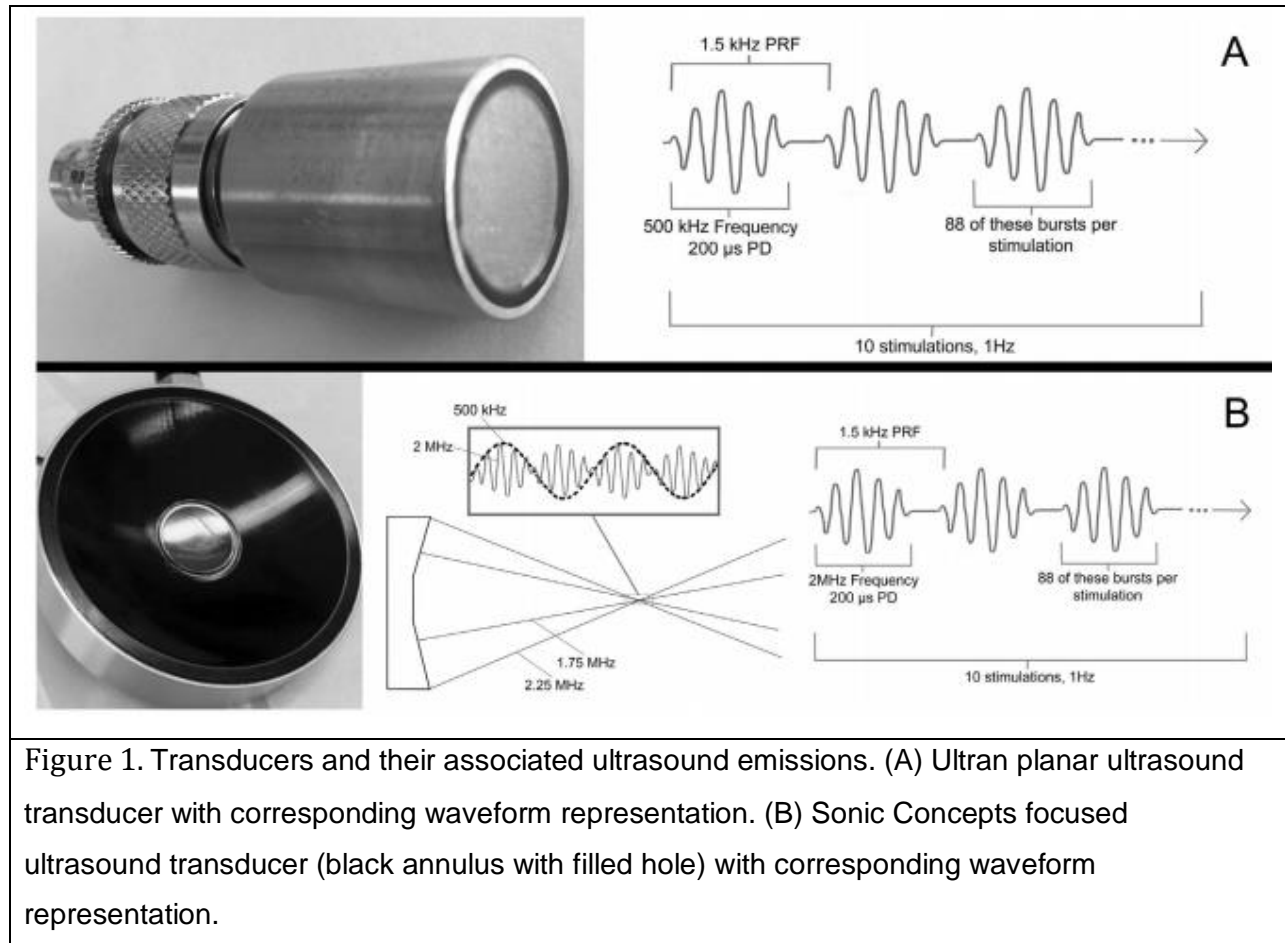 A
1.5 kHz PRF
500 kHz Frequency
200 µs PD
88 of these bursts per
stimulation
10 stimulations, 1Hz
B
500 kHz
2 MHz
1.75 MHz
2.25 MHz
1.5 kHz PRF
2MHz Frequency
200 µs PD
88 of these bursts per
stimulation
10 stimulations, 1Hz
Figure 1. Transducers and their associated ultrasound emissions. (A) Ultran planar ultrasound
transducer with corresponding waveform representation. (B) Sonic Concepts focused
ultrasound transducer (black annulus with filled hole) with corresponding waveform
representation.